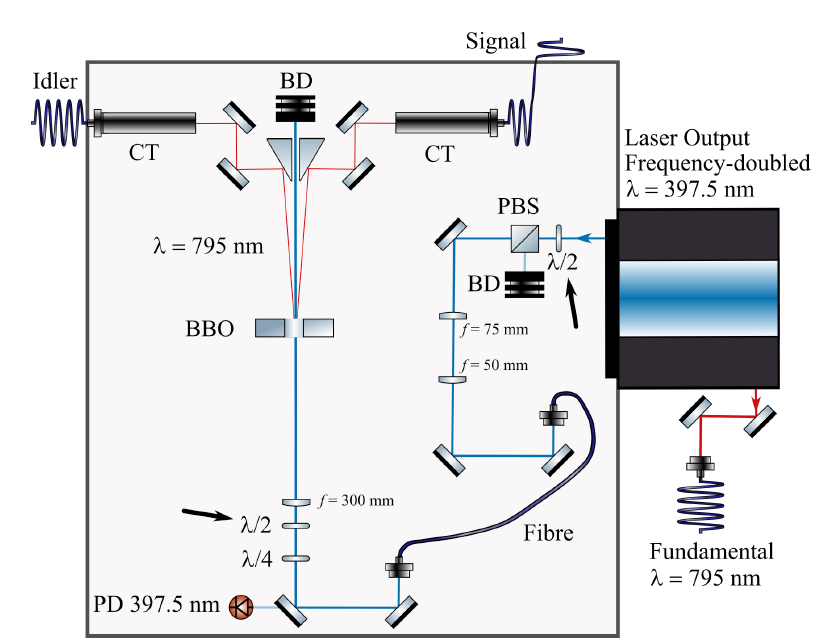 Signal
Idler
BD
CT
CT
Laser Output
Frequency-doubled
λ = 397.5 nm
PBS
λ = 795 nm
λ/2
BD
BBO
f = 75 mm
f = 50 mm
f = 300 mm
λ/2
Fibre
λ/4
Fundamental
λ = 795 nm
PD 397.5 nm